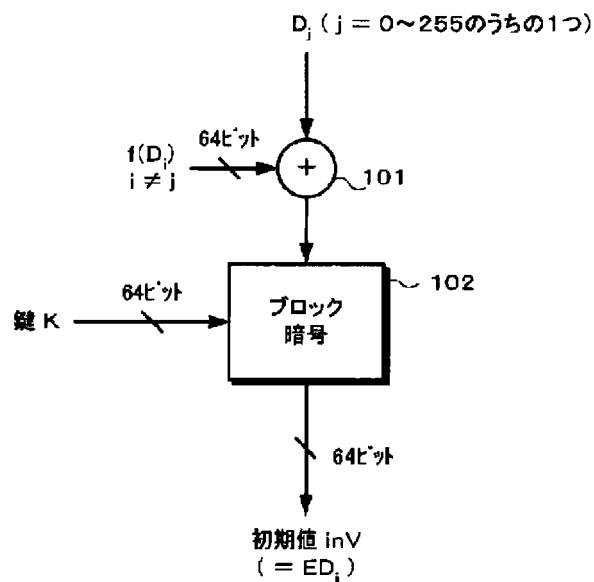 Dj ( j = 0～255のうちの1つ )
64ビット
f(Di)
i ≠ j
+
101
64ビット
鍵 K
ブロック
暗号
102
64ビット
初期値 inV
( = EDj )